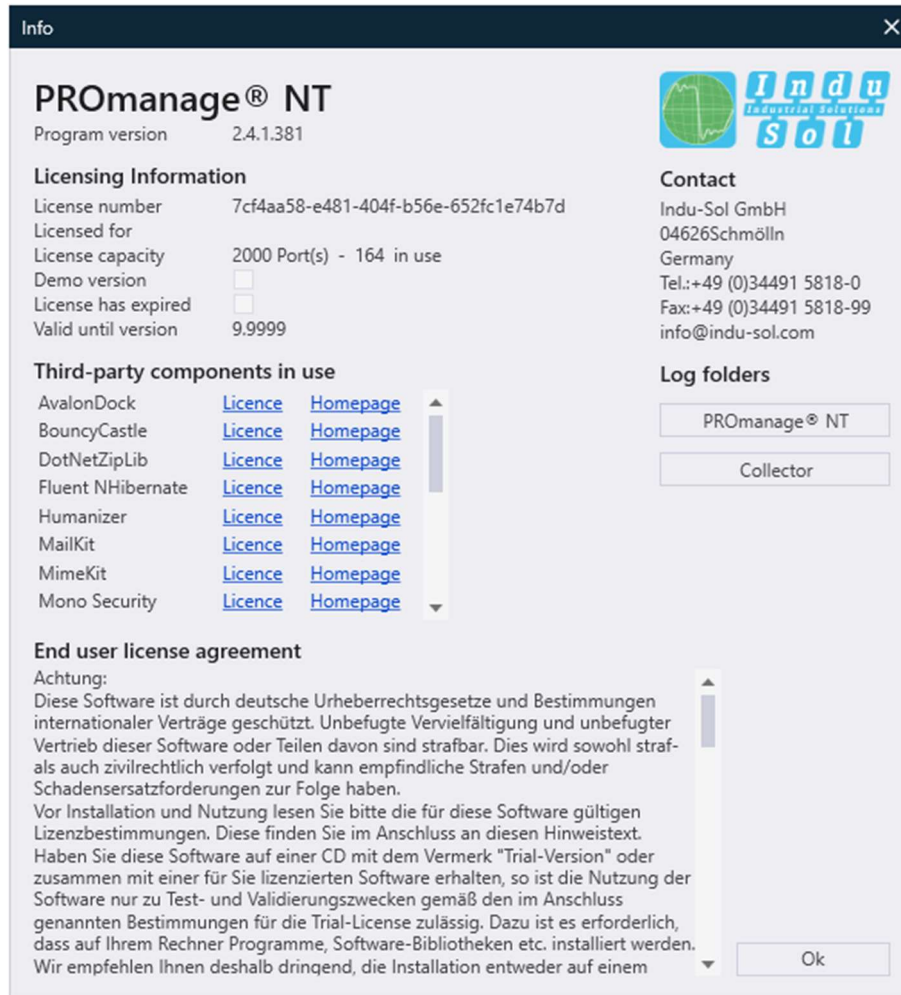 Info
PROmanage® NT
Program version 2.4.1.381
Indu
Industrial Solutions
Sol
Licensing Information
License number 7cf4aa58-e481-404f-b56e-652fc1e74b7d
Licensed for
License capacity 2000 Port(s) - 164 in use
Demo version
License has expired
Valid until version 9.9999
Contact
Indu-Sol GmbH
04626Schmölln
Germany
Tel.:+49 (0)34491 5818-0
Fax:+49 (0)34491 5818-99
info@indu-sol.com
Third-party components in use
AvalonDock Licence Homepage
BouncyCastle Licence Homepage
DotNetZipLib Licence Homepage
Fluent NHibernate Licence Homepage
Humanizer Licence Homepage
MailKit Licence Homepage
MimeKit Licence Homepage
Mono Security Licence Homepage
Log folders
PROmanage® NT
Collector
End user license agreement
Achtung:
Diese Software ist durch deutsche Urheberrechtsgesetze und Bestimmungen
internationaler Verträge geschützt. Unbefugte Vervielfältigung und unbefugter
Vertrieb dieser Software oder Teilen davon sind strafbar. Dies wird sowohl straf-
als auch zivilrechtlich verfolgt und kann empfindliche Strafen und/oder
Schadensersatzforderungen zur Folge haben.
Vor Installation und Nutzung lesen Sie bitte die für diese Software gültigen
Lizenzbestimmungen. Diese finden Sie im Anschluss an diesen Hinweistext.
Haben Sie diese Software auf einer CD mit dem Vermerk "Trial-Version" oder
zusammen mit einer für Sie lizenzierten Software erhalten, so ist die Nutzung der
Software nur zu Test- und Validierungszwecken gemäß den im Anschluss
genannten Bestimmungen für die Trial-License zulässig. Dazu ist es erforderlich,
dass auf Ihrem Rechner Programme, Software-Bibliotheken etc. installiert werden.
Wir empfehlen Ihnen deshalb dringend, die Installation entweder auf einem
Ok